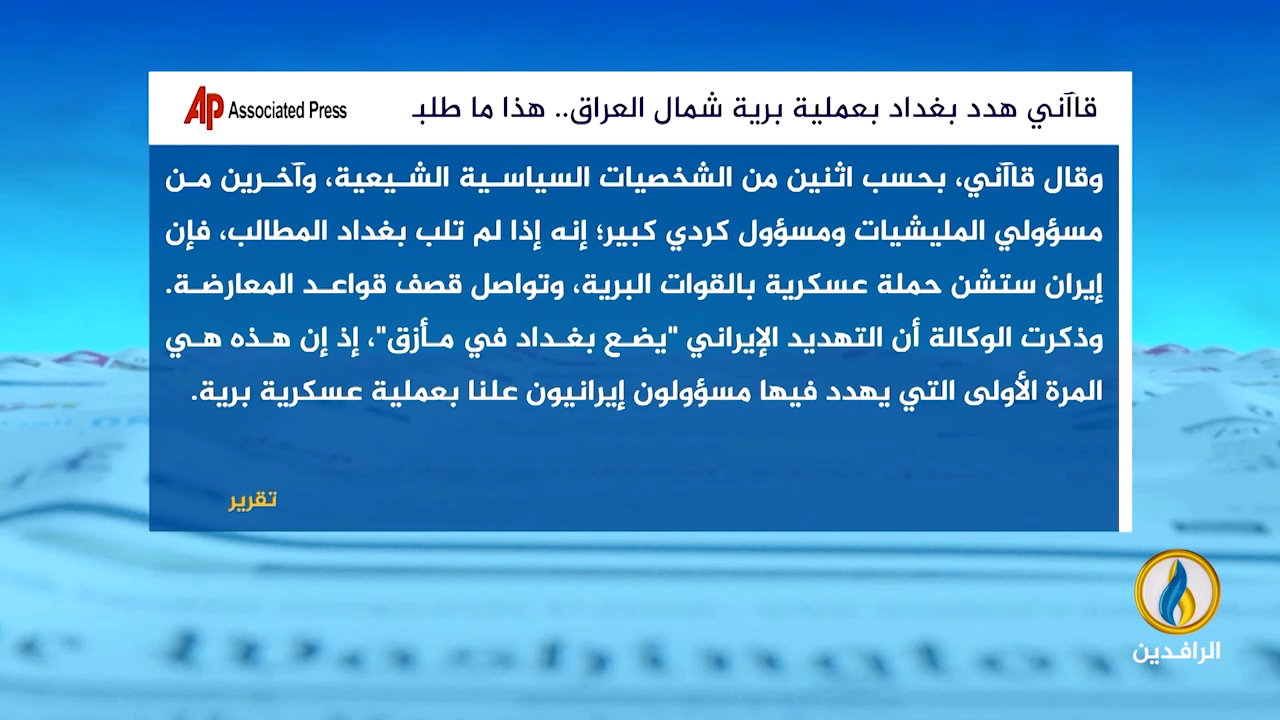 قاآني هدد بغداد بعملية برية شمال العراق.. هذا ما طلبـ
AP Associated Press
وقال قاآني، بحسب اثنين من الشخصيات السياسية الشيعية، وآخرين من
مسؤولي المليشيات ومسؤول كردي كبير؛ إنه إذا لم تلب بغداد المطالب، فإن
إيران ستشن حملة عسكرية بالقوات البرية، وتواصل قصف قواعد المعارضة.
وذكرت الوكالة أن التهديد الإيراني "يضع بغداد في مأزق"، إذ إن هذه هي
المرة الأولى التي يهدد فيها مسؤولون إيرانيون علنا بعملية عسكرية برية.
تقرير
الرافدين